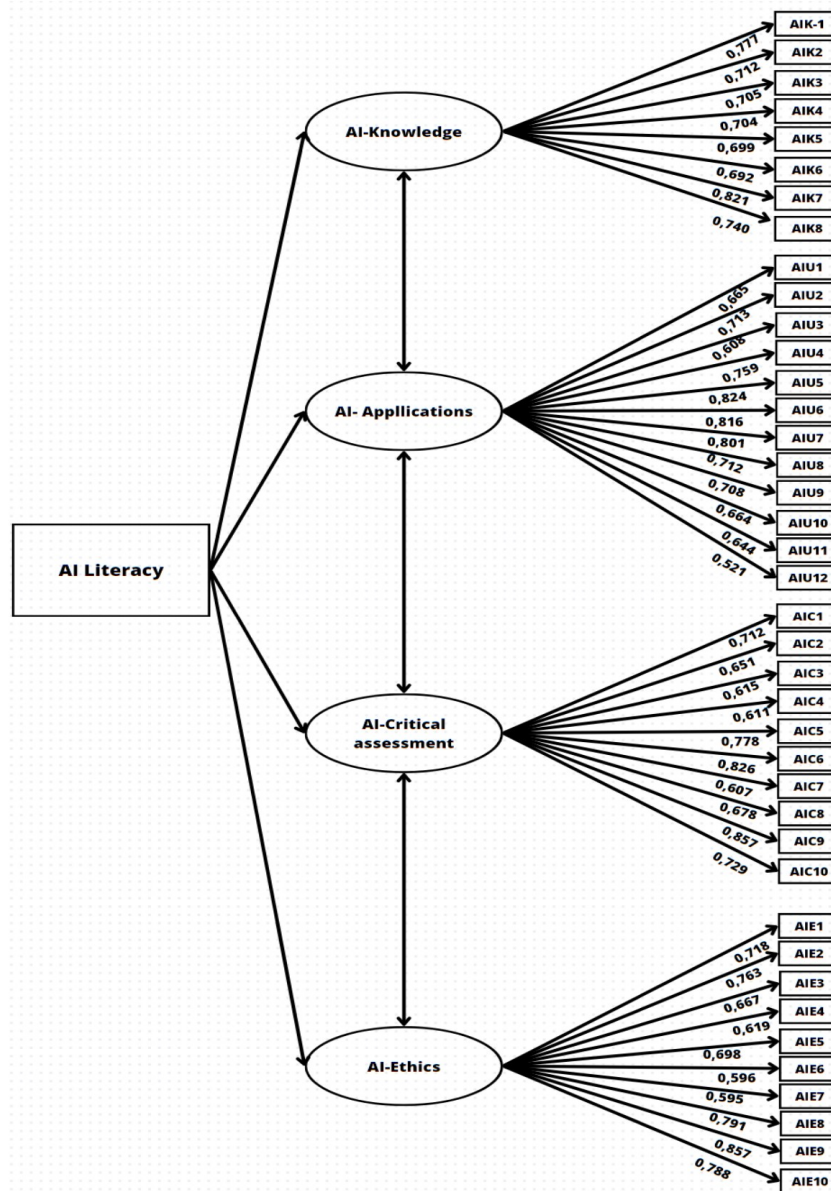 AIK-1
0,777
AIK2
0,712
AIK3
0,705
AIK4
0,704
AIK5
0,699
AIK6
0,692
AIK7
0,821
AIK8
0,740
AI-Knowledge
AIU1
0,665
AIU2
0,713
AIU3
0,608
AIU4
0,759
AIU5
0,824
AIU6
0,816
AIU7
0,801
AIU8
0,712
AIU9
0,708
AIU10
0,664
AIU11
0,644
AIU12
0,521
AI- Appllications
AI Literacy
AIC1
0,712
AIC2
0,651
AIC3
0,615
AIC4
0,611
AIC5
0,778
AIC6
0,826
AIC7
0,607
AIC8
0,678
AIC9
0,857
AIC10
0,729
AI-Critical
assessment
AIE1
0,718
AIE2
0,763
AIE3
0,667
AIE4
0,619
AIE5
0,698
AIE6
0,596
AIE7
0,595
AIE8
0,791
AIE9
0,857
AIE10
0,788
AI-Ethics